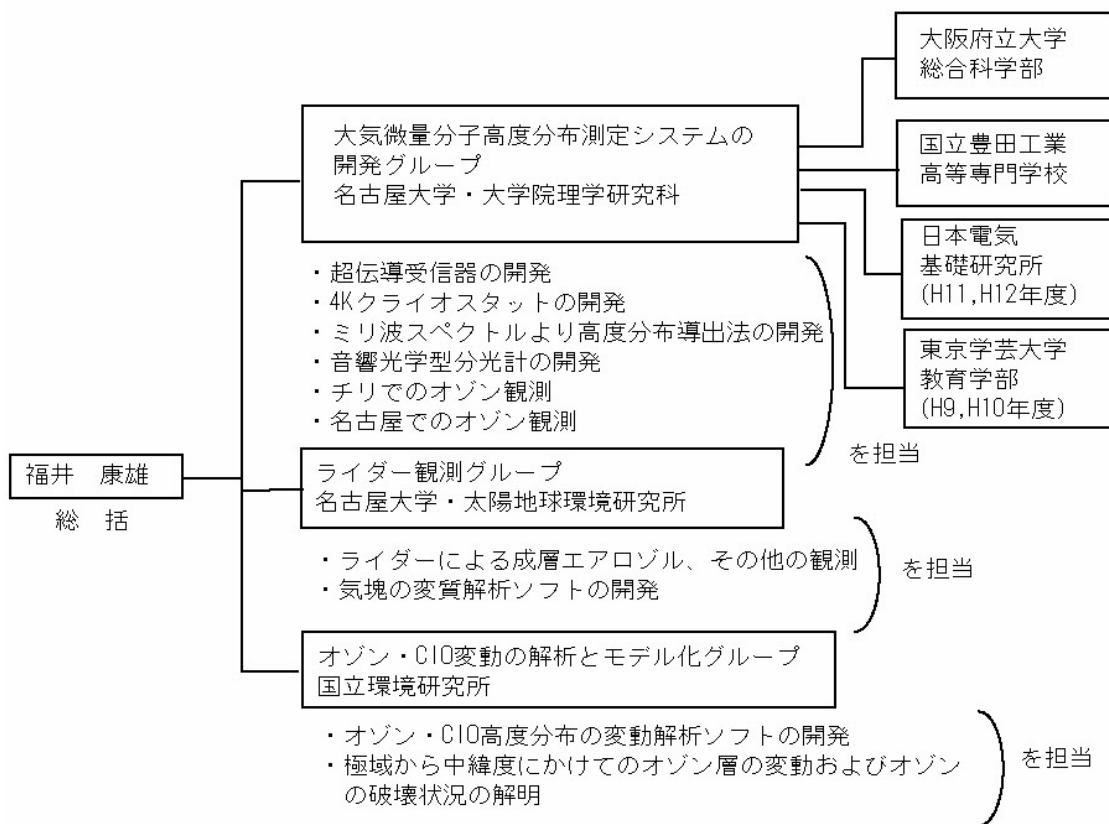 福井　康雄
総　括
大気微量分子高度分布測定システムの
開発グループ
名古屋大学・大学院理学研究科
・超伝導受信器の開発
・4Kクライオスタットの開発
・ミリ波スペクトルより高度分布導出法の開発
・音響光学型分光計の開発
・チリでのオゾン観測
・名古屋でのオゾン観測
を担当
大阪府立大学
総合科学部
国立豊田工業
高等専門学校
日本電気
基礎研究所
(H11,H12年度)
東京学芸大学
教育学部
(H9,H10年度)
ライダー観測グループ
名古屋大学・太陽地球環境研究所
・ライダーによる成層エアロゾル、その他の観測
・気塊の変質解析ソフトの開発
を担当
オゾン・ClO変動の解析とモデル化グループ
国立環境研究所
・オゾン・ClO高度分布の変動解析ソフトの開発
・極域から中緯度にかけてのオゾン層の変動およびオゾン
の破壊状況の解明
を担当